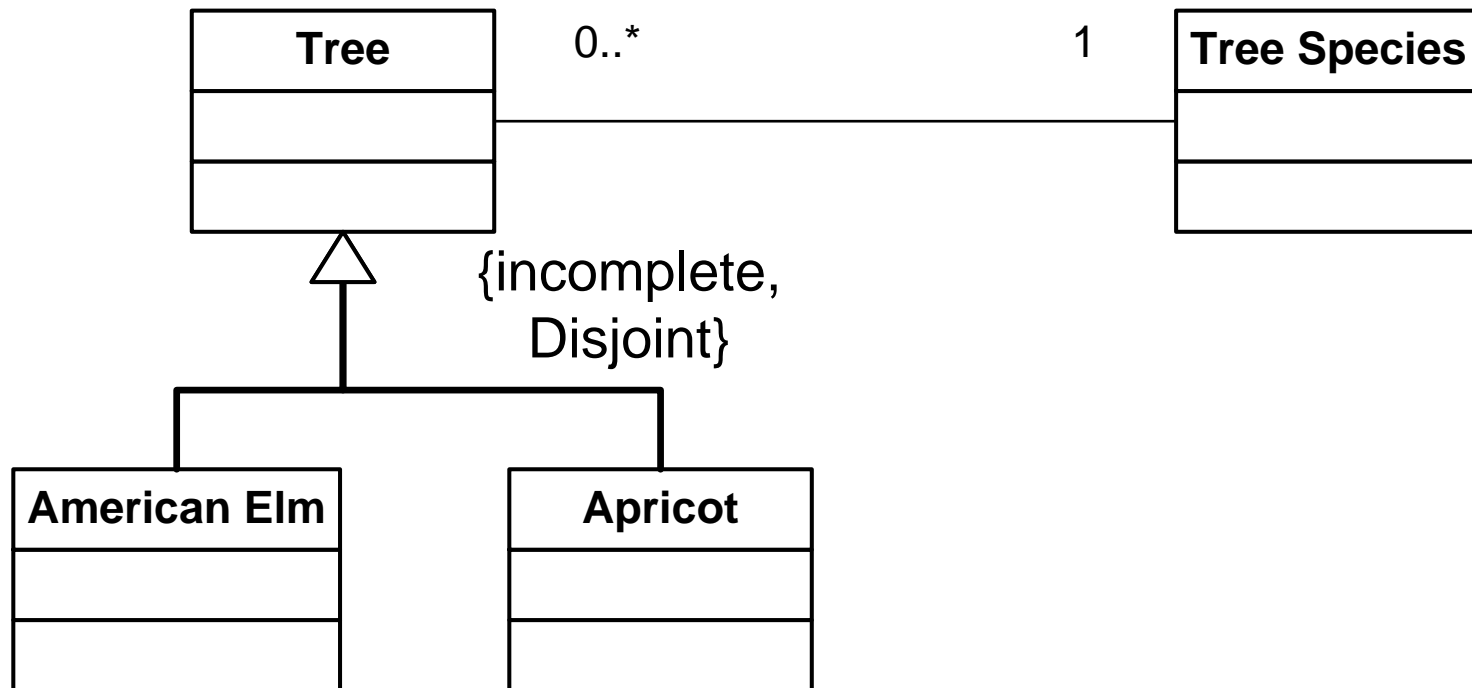 Tree
0..*
1
Tree Species
{incomplete,
Disjoint}
American Elm
Apricot